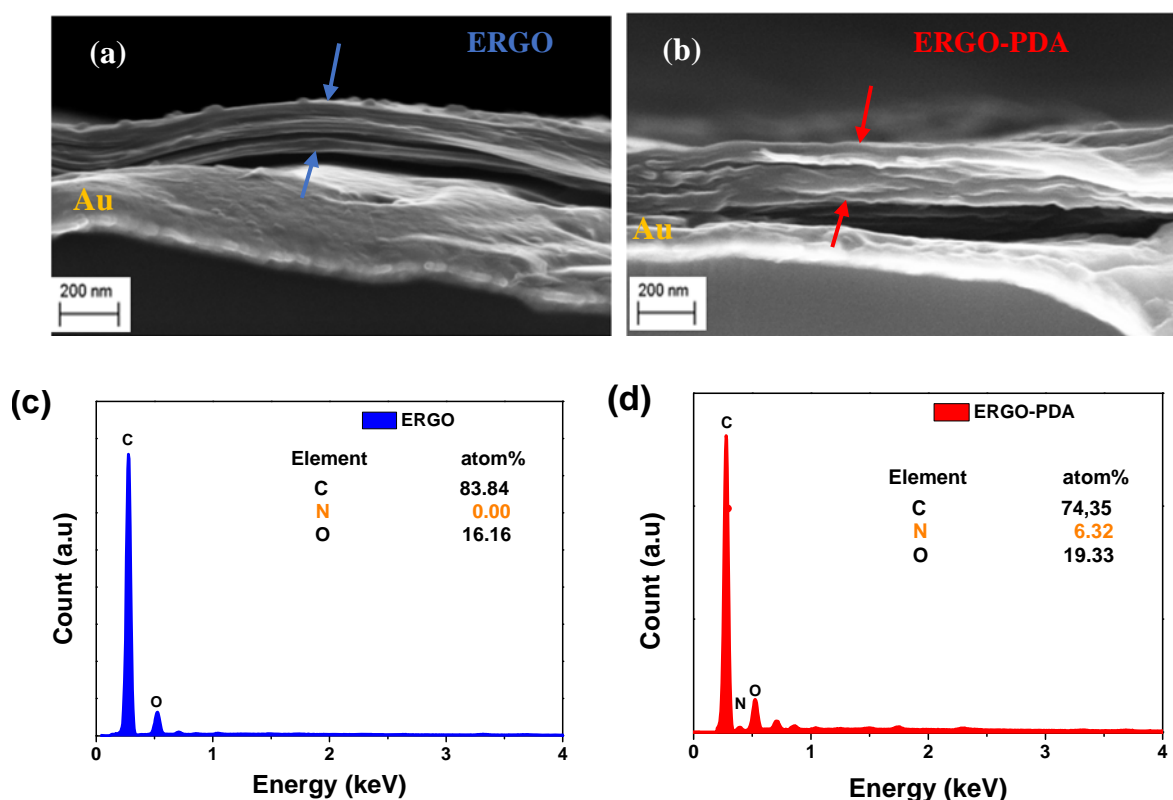 (a)
ERGO
Au
200 nm
(b)
ERGO-PDA
Au
200 nm
(c)
ERGO
Element atom%
C 83.84
N 0.00
O 16.16
C
O
Count (a.u)
0 1 2 3 4
Energy (keV)
(d)
ERGO-PDA
Element atom%
C 74,35
N 6.32
O 19.33
C
N
O
Count (a.u)
0 1 2 3 4
Energy (keV)